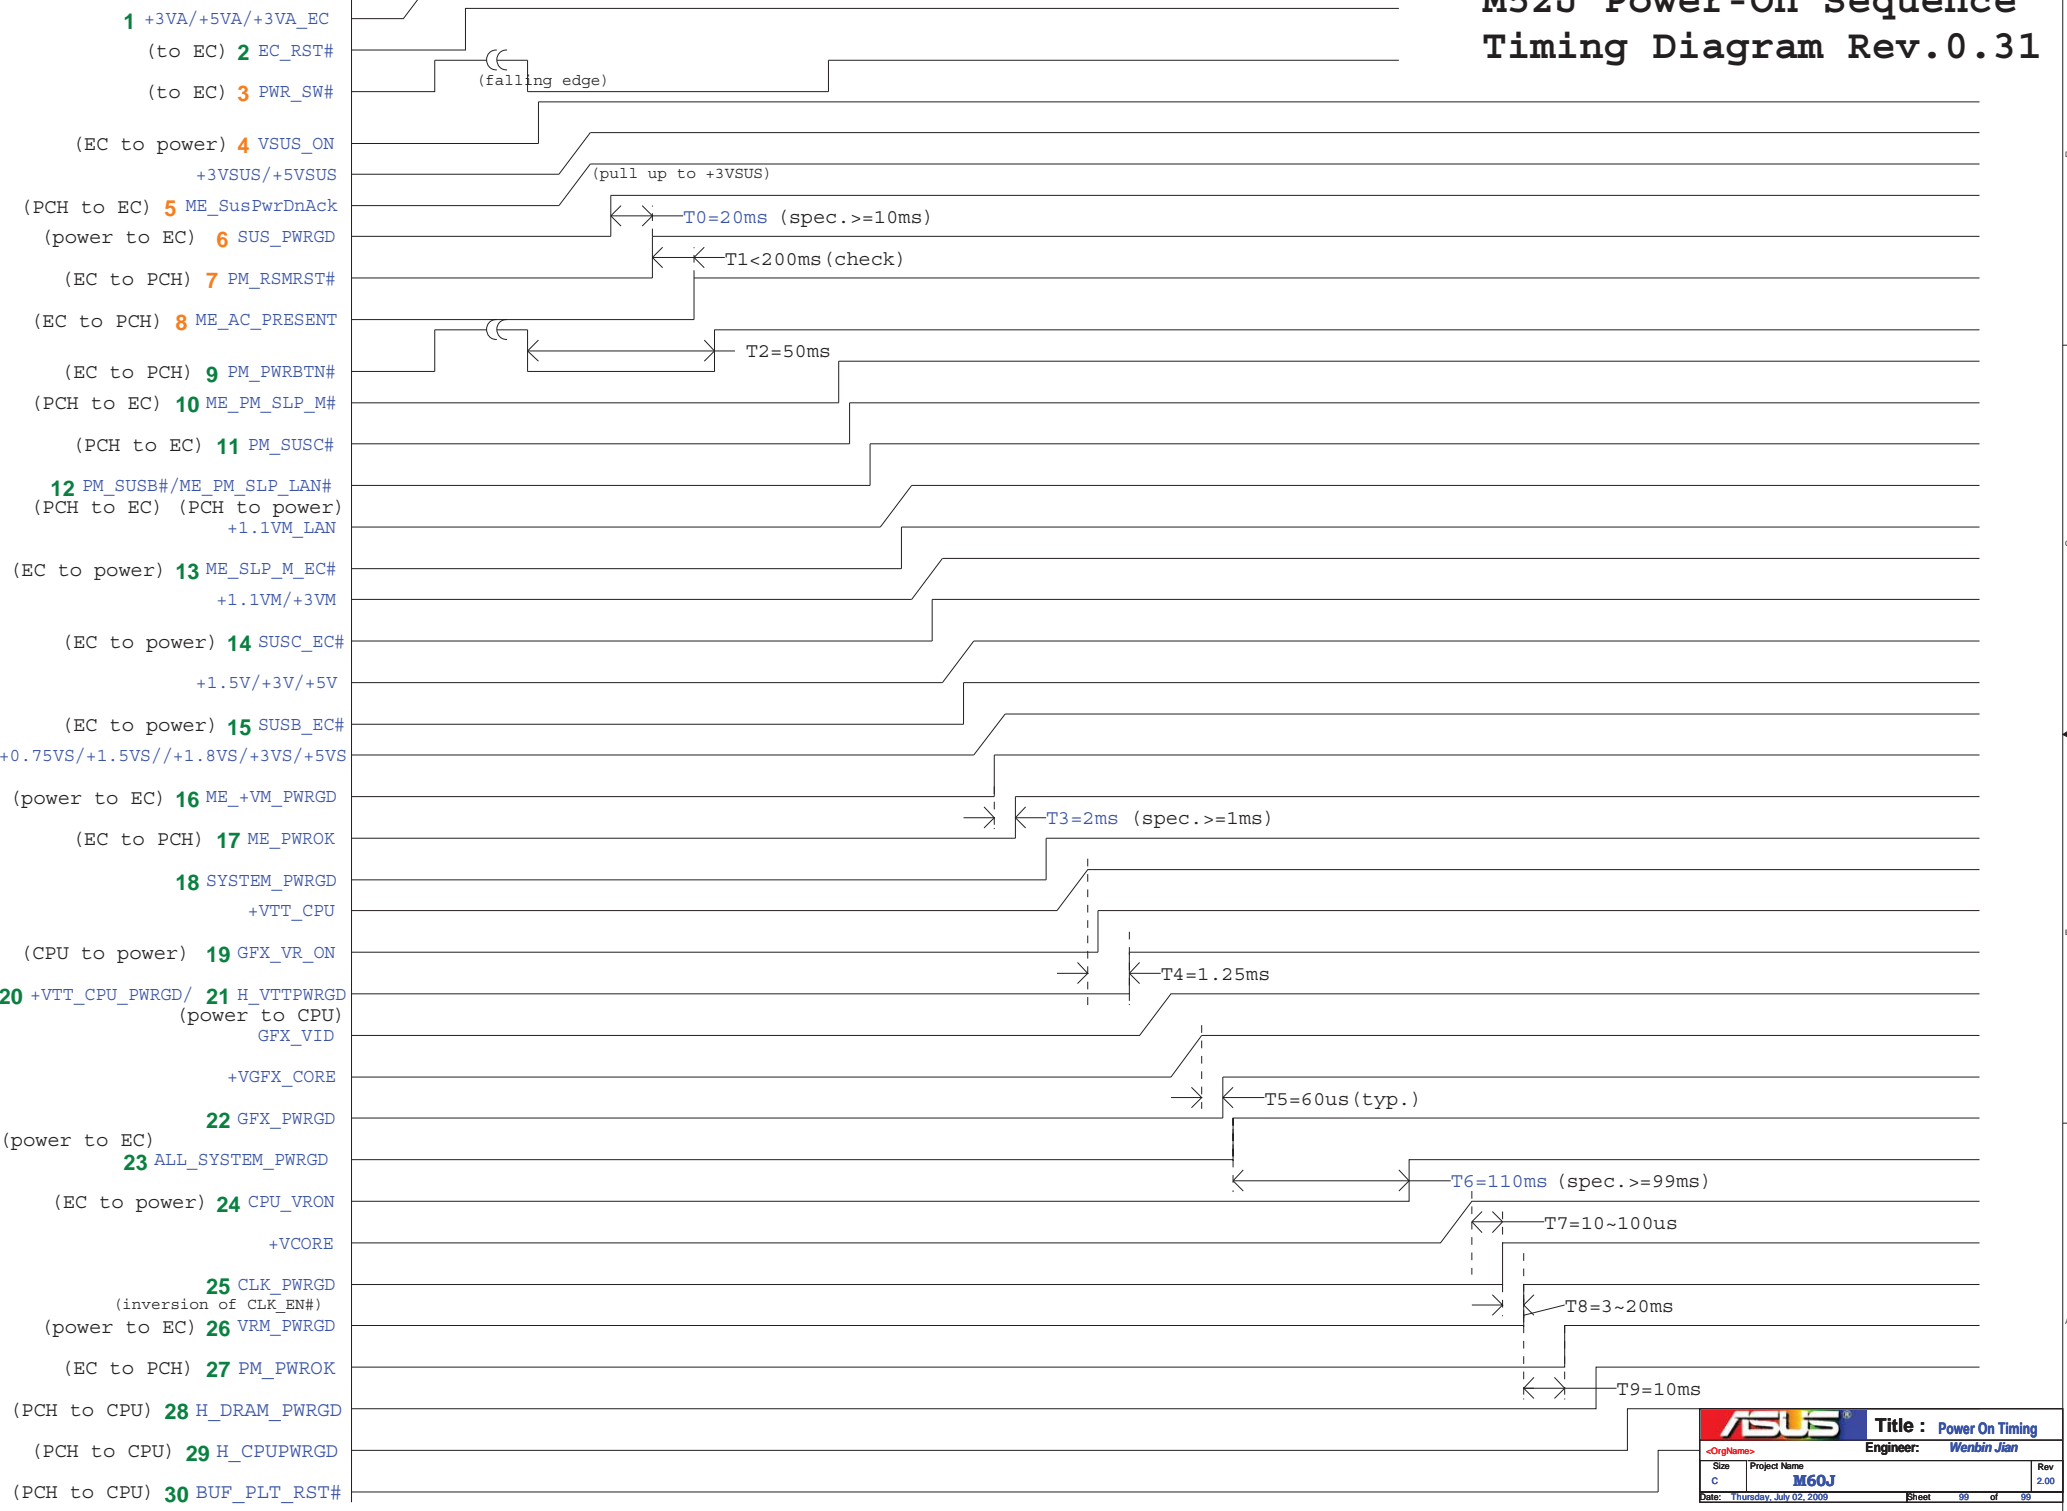 M52J Power-On Sequence
Timing Diagram Rev.0.31
1 +3VA/+5VA/+3VA_EC
(to EC) 2 EC_RST#
(falling edge)
(to EC) 3 PWR_SW#
(EC to power) 4 VSUS_ON
+3VSUS/+5VSUS
(pull up to +3VSUS)
(PCH to EC) 5 ME_SusPwrDnAck
T0=20ms (spec.>=10ms)
(power to EC) 6 SUS_PWRGD
T1<200ms(check)
(EC to PCH) 7 PM_RSMRST#
(EC to PCH) 8 ME_AC_PRESENT
T2=50ms
(EC to PCH) 9 PM_PWRBTN#
(PCH to EC) 10 ME_PM_SLP_M#
(PCH to EC) 11 PM_SUSC#
12 PM_SUSB#/ME_PM_SLP_LAN#
(PCH to EC) (PCH to power)
+1.1VM_LAN
(EC to power) 13 ME_SLP_M_EC#
+1.1VM/+3VM
(EC to power) 14 SUSC_EC#
+1.5V/+3V/+5V
(EC to power) 15 SUSB_EC#
+0.75VS/+1.5VS//+1.8VS/+3VS/+5VS
(power to EC) 16 ME_+VM_PWRGD
T3=2ms (spec.>=1ms)
(EC to PCH) 17 ME_PWROK
18 SYSTEM_PWRGD
+VTT_CPU
(CPU to power) 19 GFX_VR_ON
T4=1.25ms
20 +VTT_CPU_PWRGD/ 21 H_VTTPWRGD
(power to CPU)
GFX_VID
+VGFX_CORE
T5=60us(typ.)
22 GFX_PWRGD
(power to EC)
23 ALL_SYSTEM_PWRGD
T6=110ms (spec.>=99ms)
(EC to power) 24 CPU_VRON
T7=10~100us
+VCORE
25 CLK_PWRGD
(inversion of CLK_EN#)
T8=3~20ms
(power to EC) 26 VRM_PWRGD
(EC to PCH) 27 PM_PWROK
T9=10ms
(PCH to CPU) 28 H_DRAM_PWRGD
(PCH to CPU) 29 H_CPUPWRGD
(PCH to CPU) 30 BUF_PLT_RST#
ASUS ® Title : Power On Timing
<OrgName> Engineer: Wenbin Jian
Size Project Name Rev
C M60J 2.00
Date: Thursday, July 02, 2009 Sheet 99 of 99